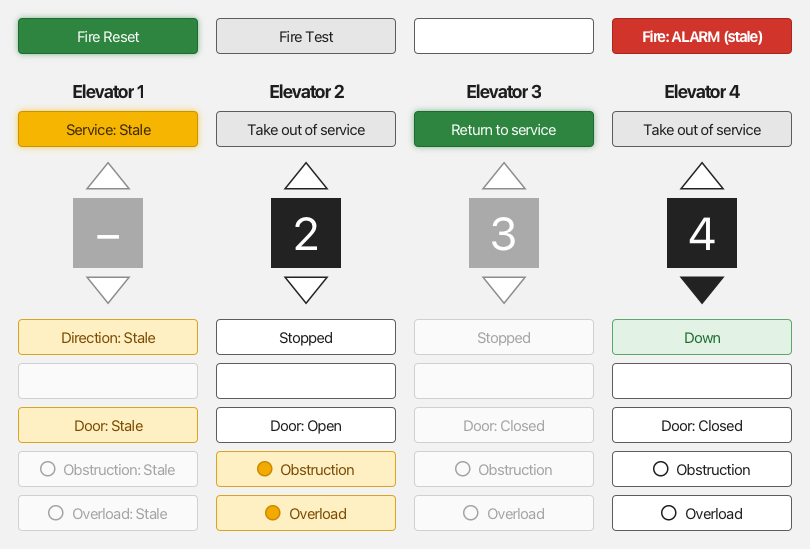 Fire Reset
Fire Test
Fire: ALARM (stale)
Elevator 1
Elevator 2
Elevator 3
Elevator 4
Service: Stale
Take out of service
Return to service
Take out of service
–
2
3
4
Direction: Stale
Stopped
Stopped
Down
Door: Stale
Door: Open
Door: Closed
Door: Closed
Obstruction: Stale
Obstruction
Obstruction
Obstruction
Overload: Stale
Overload
Overload
Overload